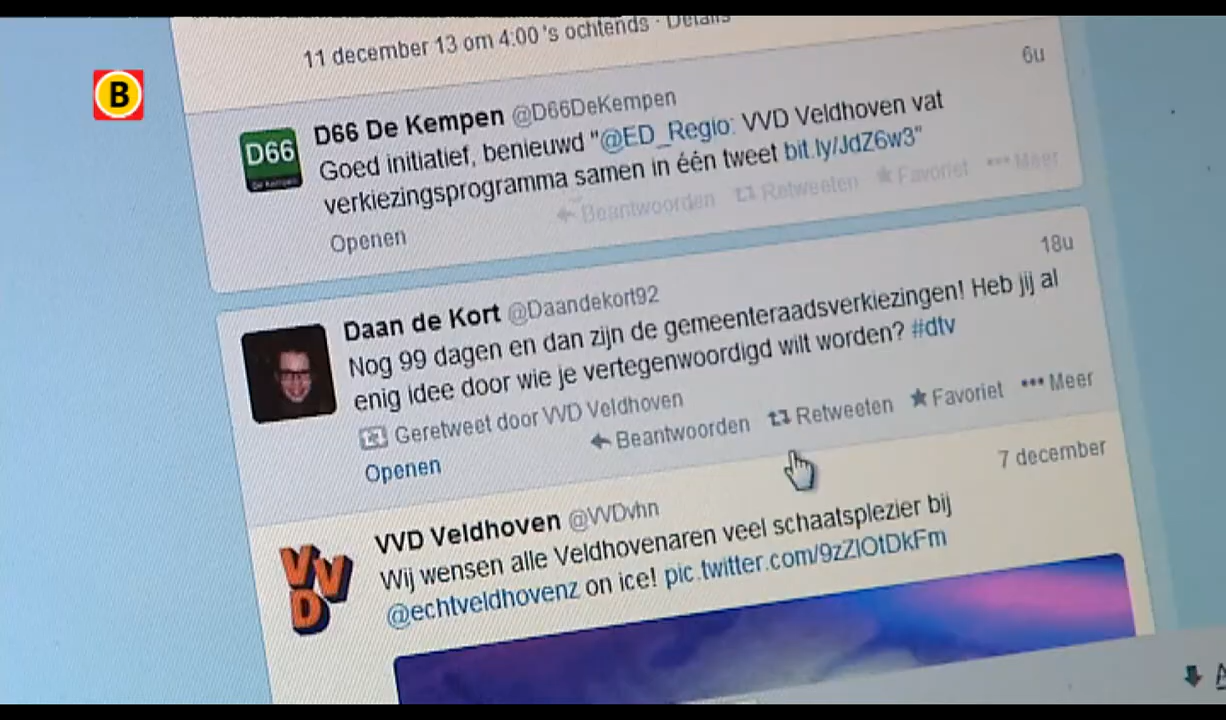 11 december 13 om 4:00 's ochtends · Details
B
6u
D66 De Kempen @D66DeKempen
D66
Goed initiatief, benieuwd "@ED_Regio: VVD Veldhoven vat
verkiezingsprogramma samen in één tweet bit.ly/JdZ6w3"
Beantwoorden Retweeten Favoriet Meer
Openen
18u
Daan de Kort @Daandekort92
Nog 99 dagen en dan zijn de gemeenteraadsverkiezingen! Heb jij al
enig idee door wie je vertegenwoordigd wilt worden? #dtv
Geretweet door VVD Veldhoven
Beantwoorden Retweeten Favoriet Meer
Openen
7 december
VVD Veldhoven @VVDvhn
VVD
Wij wensen alle Veldhovenaren veel schaatsplezier bij
@echtveldhovenz on ice! pic.twitter.com/9zZlOtDkFm